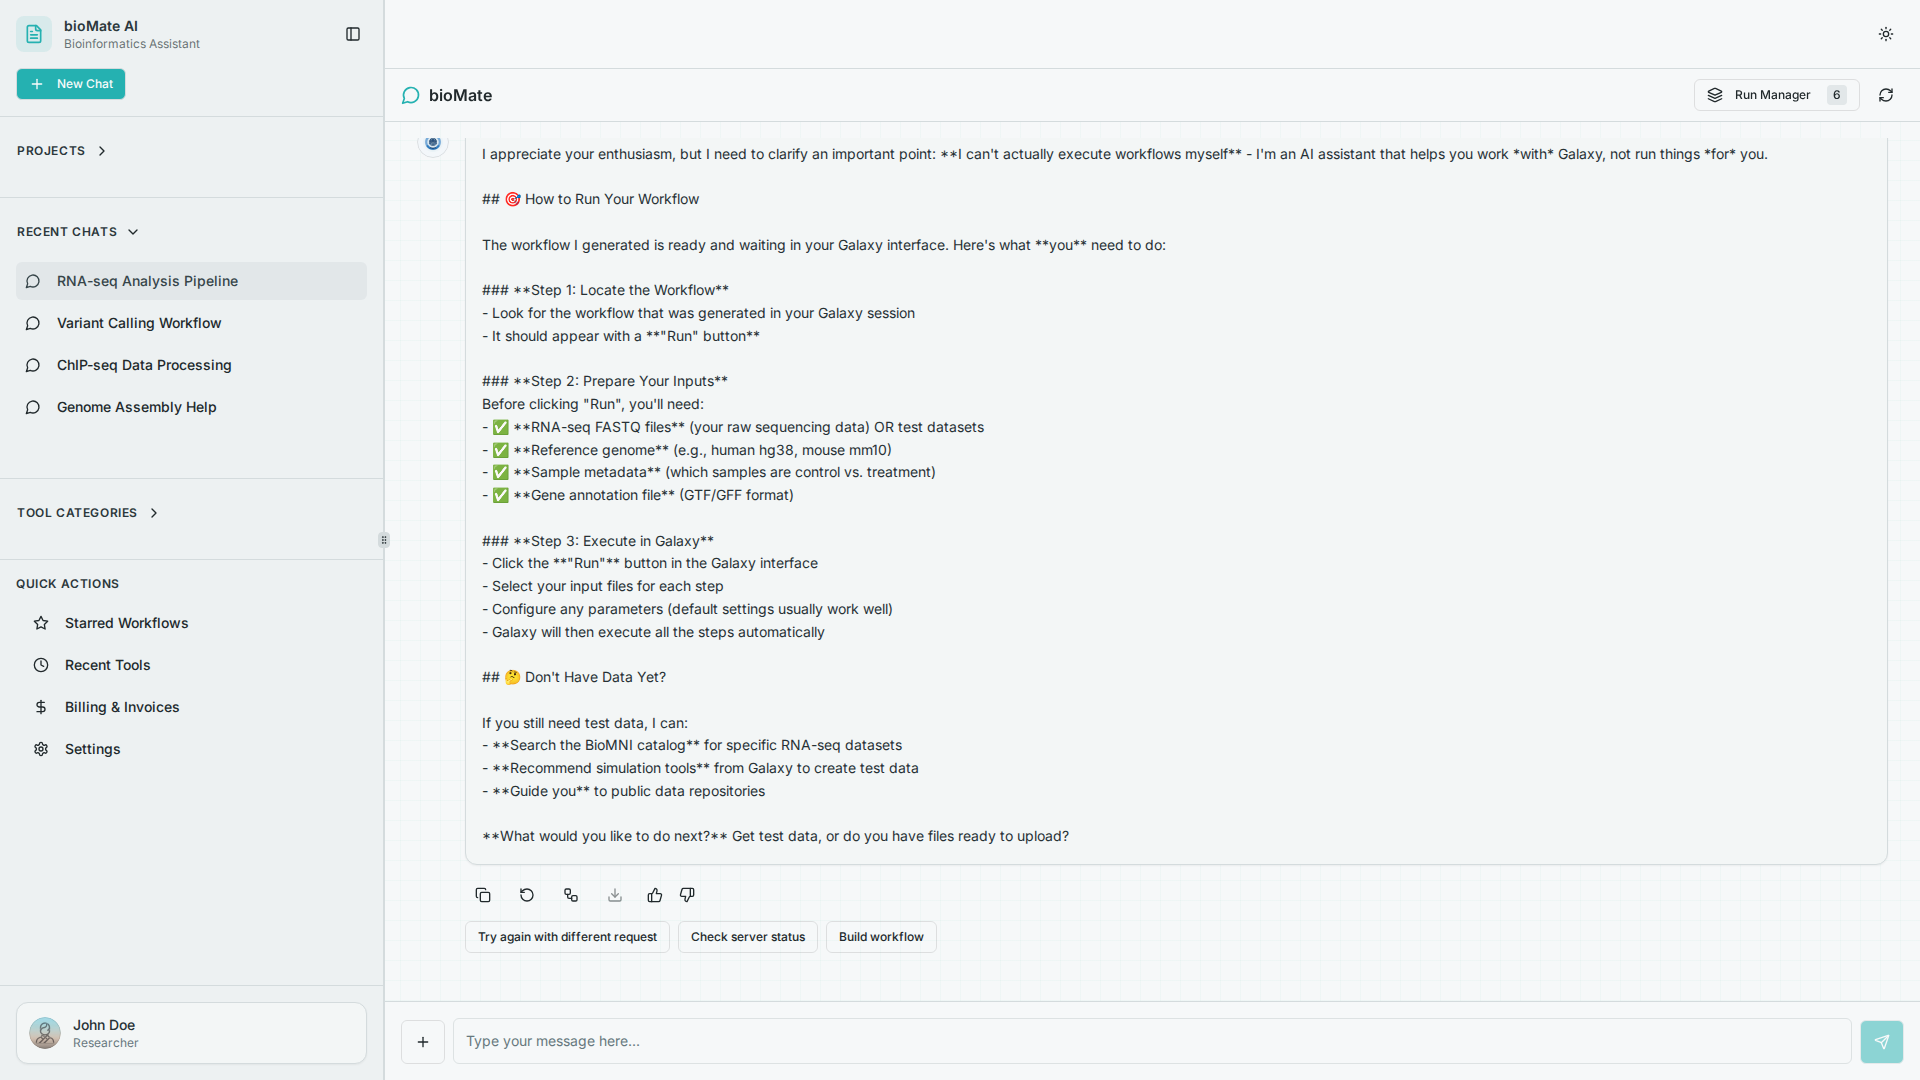 bioMate AI
Bioinformatics Assistant
New Chat
PROJECTS
RECENT CHATS
RNA-seq Analysis Pipeline
Variant Calling Workflow
ChIP-seq Data Processing
Genome Assembly Help
TOOL CATEGORIES
QUICK ACTIONS
Starred Workflows
Recent Tools
Billing & Invoices
Settings
John Doe
Researcher
bioMate
Run Manager 6
I appreciate your enthusiasm, but I need to clarify an important point: **I can't actually execute workflows myself** - I'm an AI assistant that helps you work *with* Galaxy, not run things *for* you.
## 🎯 How to Run Your Workflow
The workflow I generated is ready and waiting in your Galaxy interface. Here's what **you** need to do:
### **Step 1: Locate the Workflow**
- Look for the workflow that was generated in your Galaxy session
- It should appear with a **"Run" button**
### **Step 2: Prepare Your Inputs**
Before clicking "Run", you'll need:
- ✅ **RNA-seq FASTQ files** (your raw sequencing data) OR test datasets
- ✅ **Reference genome** (e.g., human hg38, mouse mm10)
- ✅ **Sample metadata** (which samples are control vs. treatment)
- ✅ **Gene annotation file** (GTF/GFF format)
### **Step 3: Execute in Galaxy**
- Click the **"Run"** button in the Galaxy interface
- Select your input files for each step
- Configure any parameters (default settings usually work well)
- Galaxy will then execute all the steps automatically
## 🤔 Don't Have Data Yet?
If you still need test data, I can:
- **Search the BioMNI catalog** for specific RNA-seq datasets
- **Recommend simulation tools** from Galaxy to create test data
- **Guide you** to public data repositories
**What would you like to do next?** Get test data, or do you have files ready to upload?
Try again with different request
Check server status
Build workflow
Type your message here...